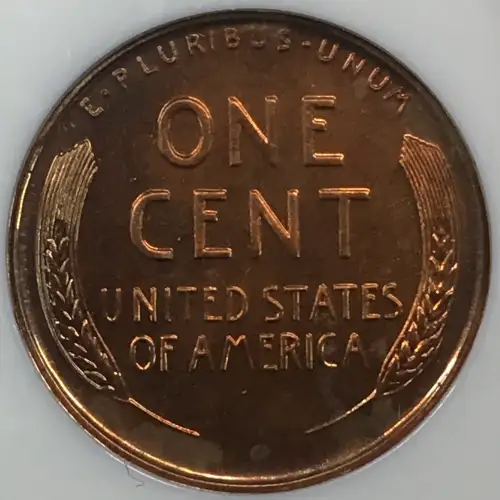 E·PLURIBUS·UNUM
ONE
CENT
UNITED STATES
OF AMERICA